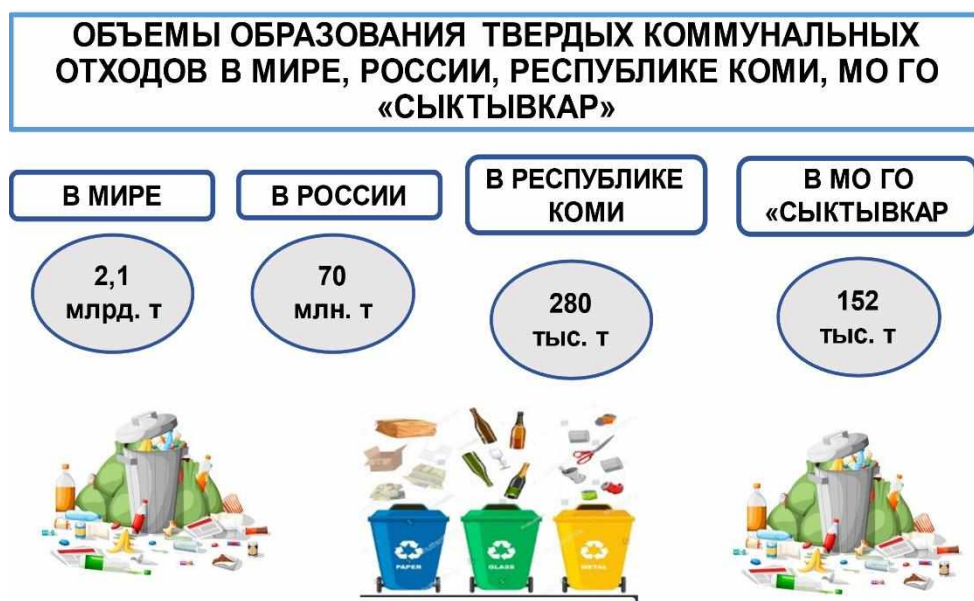 ОБЪЕМЫ ОБРАЗОВАНИЯ ТВЕРДЫХ КОММУНАЛЬНЫХ
ОТХОДОВ В МИРЕ, РОССИИ, РЕСПУБЛИКЕ КОМИ, МО ГО
«СЫКТЫВКАР»
В МИРЕ
В РОССИИ
В РЕСПУБЛИКЕ
КОМИ
В МО ГО
«СЫКТЫВКАР
2,1
млрд. т
70
млн. т
280
тыс. т
152
тыс. т
PAPER
GLASS
METAL